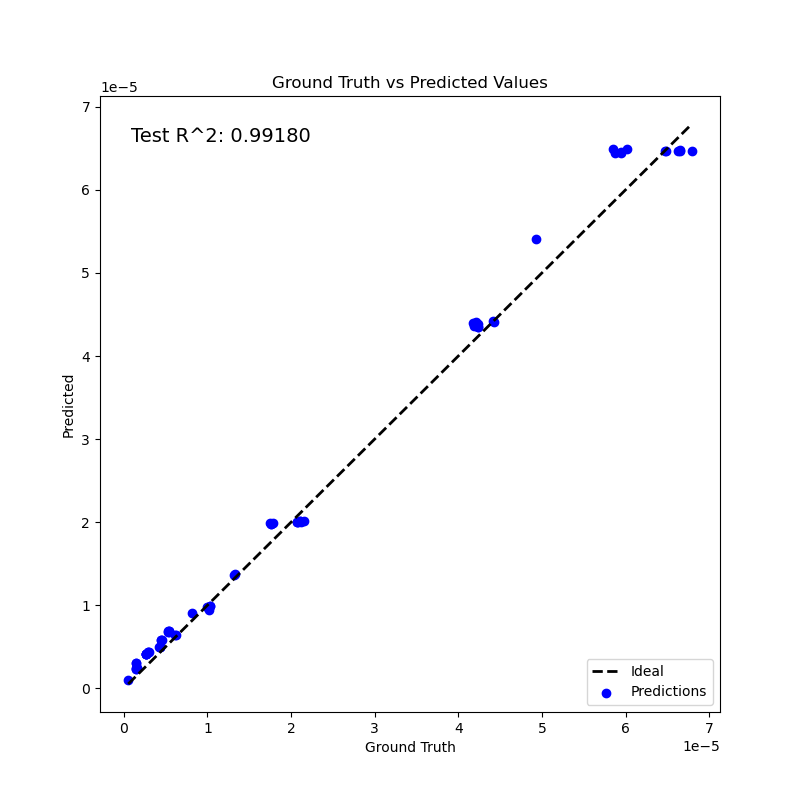 Ground Truth vs Predicted Values
1e−5
Test R^2: 0.99180
7
6
5
4
3
2
1
0
Predicted
Ideal
Predictions
0 1 2 3 4 5 6 7
1e−5
Ground Truth